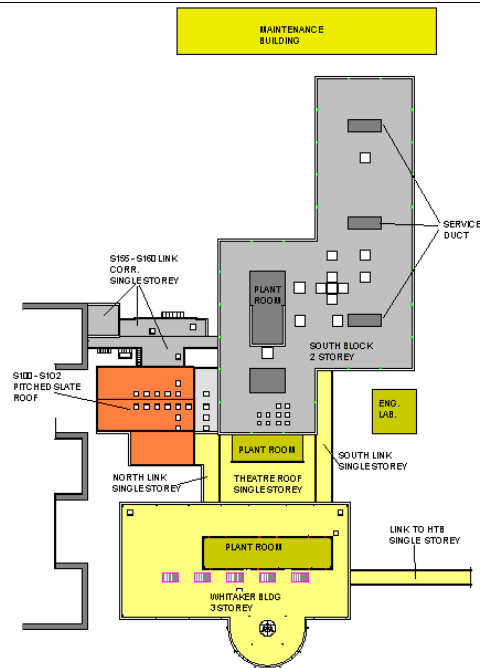 MAINTENANCE
BUILDING
SERVICE
DUCT
S155-S160 LINK
CORR.
SINGLE STOREY
PLANT
ROOM
SOUTH BLOCK
2 STOREY
S100-S102
PITCHED SLATE
ROOF
ENG.
LAB.
PLANT ROOM
SOUTH LINK
SINGLE STOREY
NORTH LINK
SINGLE STOREY
THEATRE ROOF
SINGLE STOREY
LINK TO HTB
SINGLE STOREY
PLANT ROOM
WHITAKER BLDG
3 STOREY